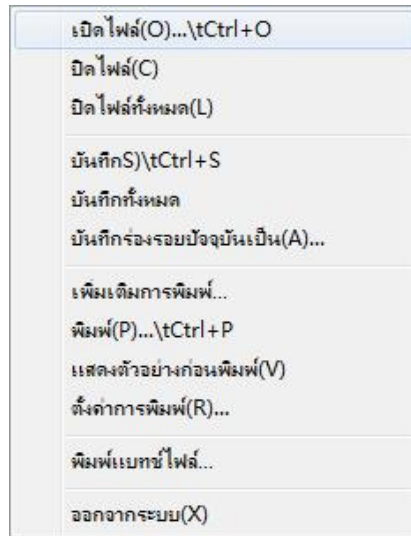 เปิดไฟล์(O)...\tCtrl+O
ปิดไฟล์(C)
ปิดไฟล์ทั้งหมด(L)
บันทึกS)\tCtrl+S
บันทึกทั้งหมด
บันทึกร่องรอยปัจจุบันเป็น(A)...
เพิ่มเติมการพิมพ์...
พิมพ์(P)...\tCtrl+P
แสดงตัวอย่างก่อนพิมพ์(V)
ตั้งค่าการพิมพ์(R)...
พิมพ์แบทช์ไฟล์...
ออกจากระบบ(X)